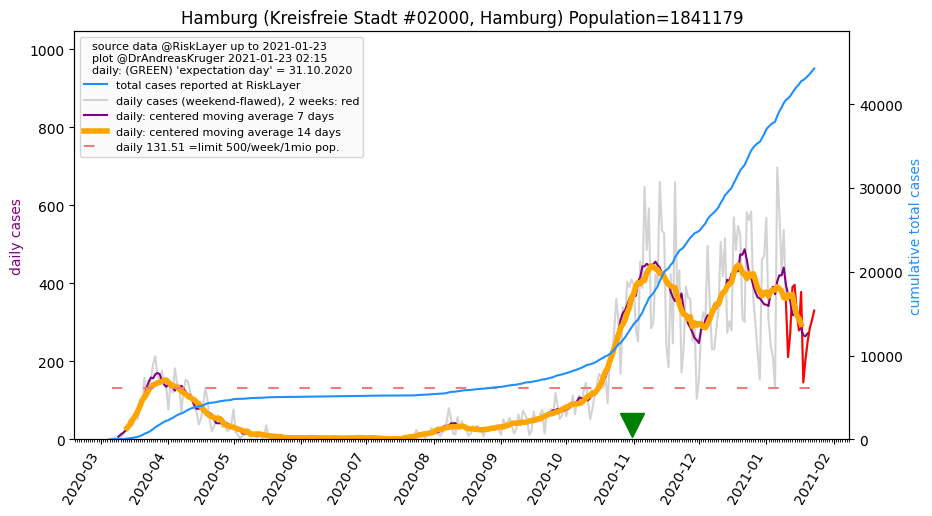 Hamburg (Kreisfreie Stadt #02000, Hamburg) Population=1841179
source data @RiskLayer up to 2021-01-23
plot @DrAndreasKruger 2021-01-23 02:15
daily: (GREEN) 'expectation day' = 31.10.2020
total cases reported at RiskLayer
daily cases (weekend-flawed), 2 weeks: red
daily: centered moving average 7 days
daily: centered moving average 14 days
daily 131.51 =limit 500/week/1mio pop.
daily cases
1000
800
600
400
200
0
cumulative total cases
40000
30000
20000
10000
0
2020-03
2020-04
2020-05
2020-06
2020-07
2020-08
2020-09
2020-10
2020-11
2020-12
2021-01
2021-02